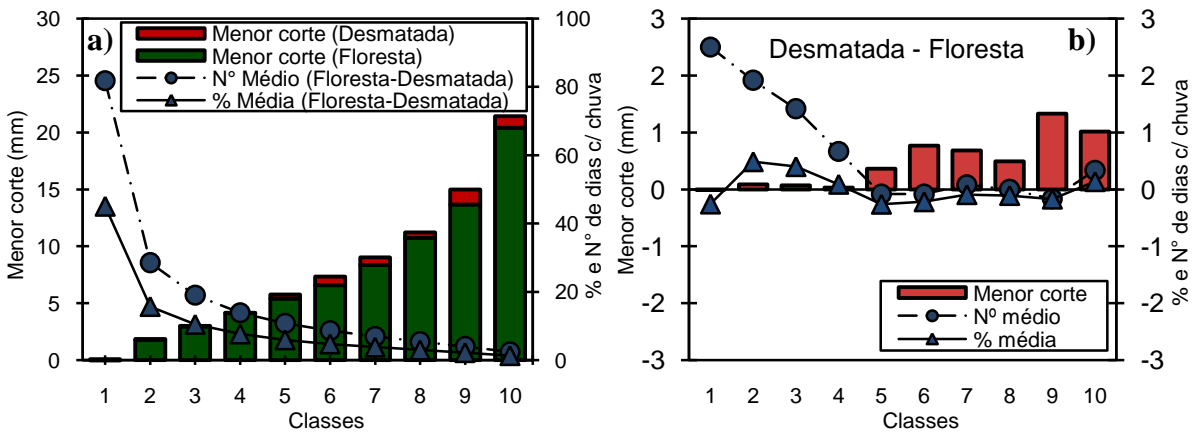 a)
Menor corte (Desmatada)
Menor corte (Floresta)
N° Médio (Floresta-Desmatada)
% Média (Floresta-Desmatada)
Menor corte (mm)
30
25
20
15
10
5
0
100
80
60
40
20
0
% e N° de dias c/ chuva
1 2 3 4 5 6 7 8 9 10
Classes
Desmatada - Floresta
b)
Menor corte (mm)
3
2
1
0
-1
-2
-3
3
2
1
0
-1
-2
-3
% e N° de dias c/ chuva
Menor corte
Nº médio
% média
1 2 3 4 5 6 7 8 9 10
Classes